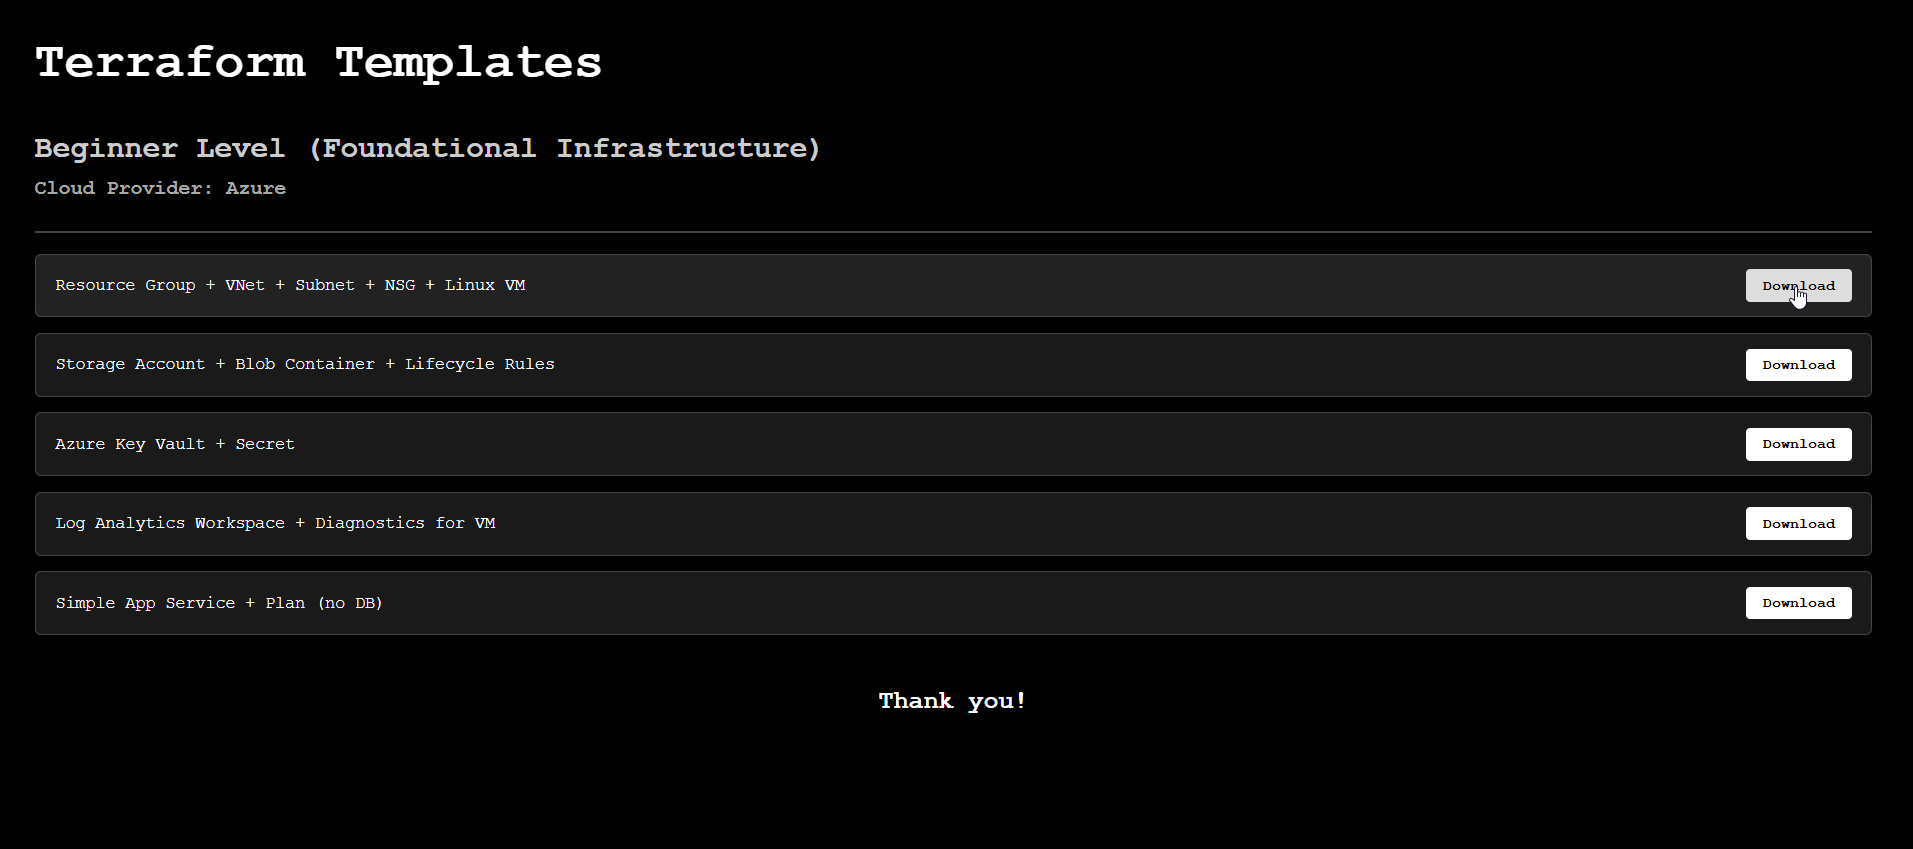 Terraform Templates
Beginner Level (Foundational Infrastructure)
Cloud Provider: Azure
Resource Group + VNet + Subnet + NSG + Linux VM
Download
Storage Account + Blob Container + Lifecycle Rules
Download
Azure Key Vault + Secret
Download
Log Analytics Workspace + Diagnostics for VM
Download
Simple App Service + Plan (no DB)
Download
Thank you!